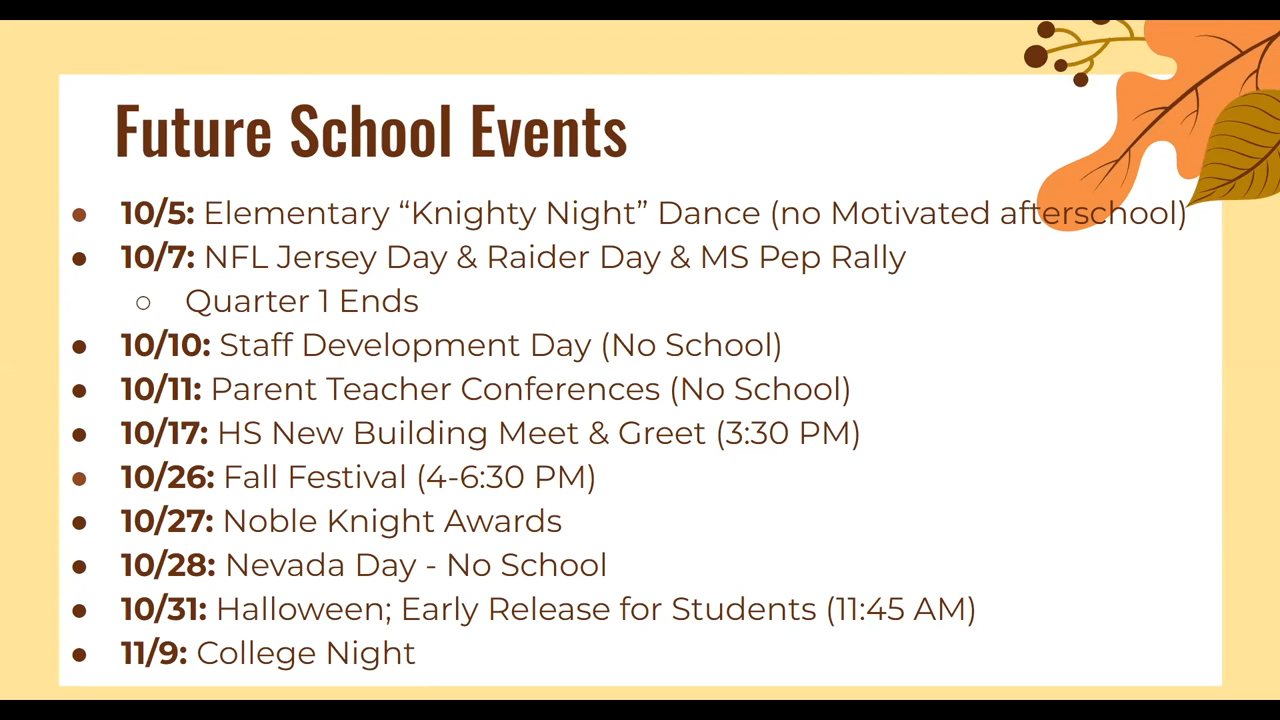 Future School Events
● 10/5: Elementary “Knighty Night” Dance (no Motivated afterschool)
● 10/7: NFL Jersey Day & Raider Day & MS Pep Rally
○ Quarter 1 Ends
● 10/10: Staff Development Day (No School)
● 10/11: Parent Teacher Conferences (No School)
● 10/17: HS New Building Meet & Greet (3:30 PM)
● 10/26: Fall Festival (4-6:30 PM)
● 10/27: Noble Knight Awards
● 10/28: Nevada Day - No School
● 10/31: Halloween; Early Release for Students (11:45 AM)
● 11/9: College Night